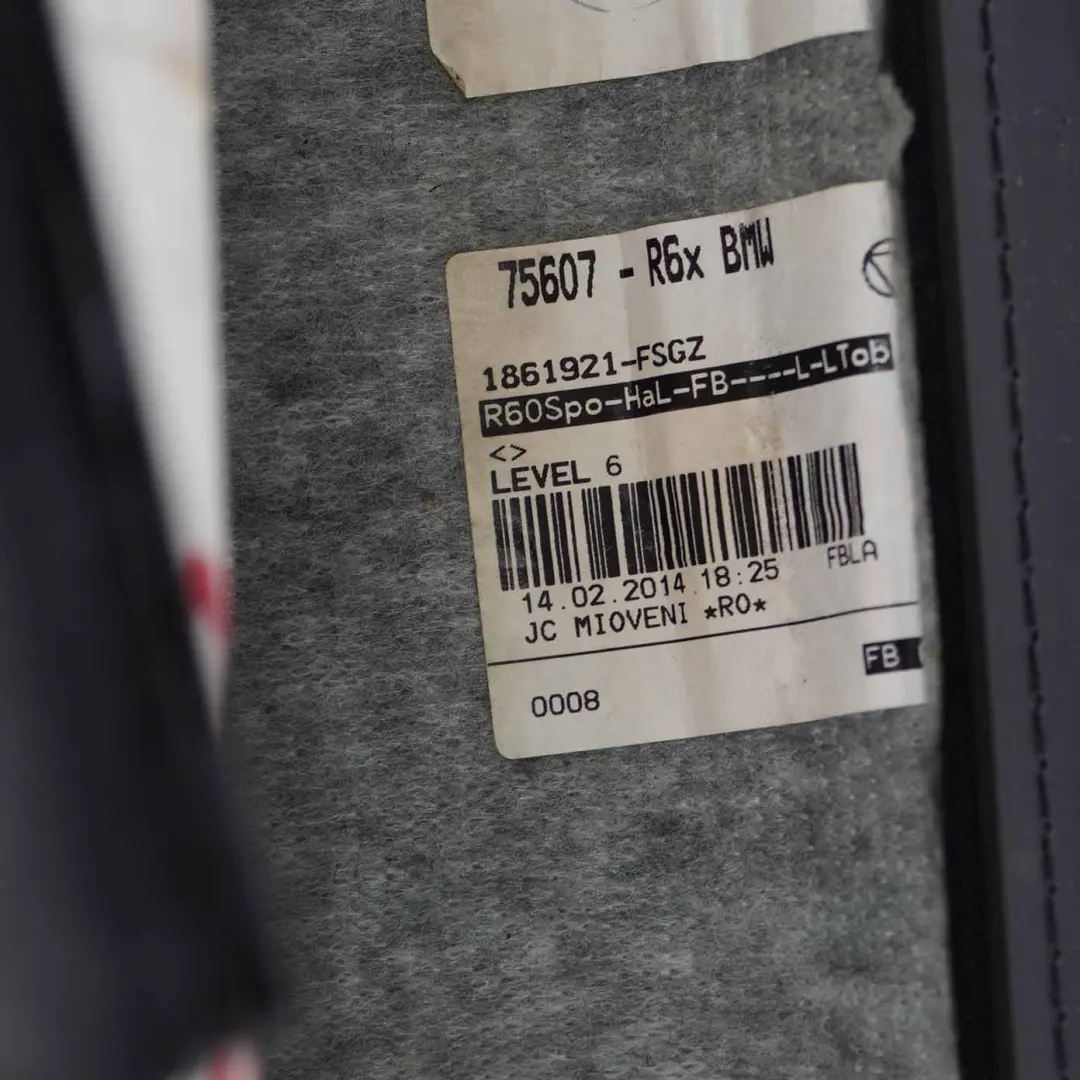 75607 - R6x BMW
1861921-FSGZ
R60Spo-HaL-FB----L-LTob
<>
LEVEL 6
FBLA
14.02.2014 18:25
JC MIOVENI *RO*
FB
0008